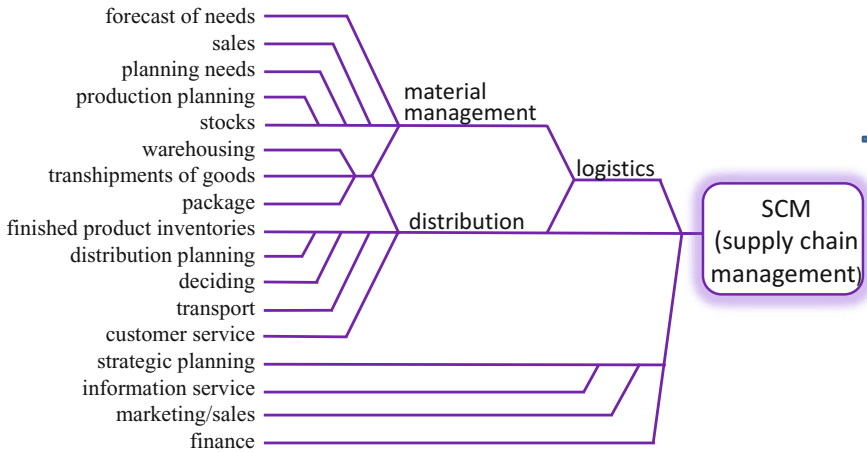 forecast of needs
sales
planning needs
production planning
stocks
warehousing
transhipments of goods
package
finished product inventories
distribution planning
deciding
transport
customer service
strategic planning
information service
marketing/sales
finance
material
management
distribution
logistics
SCM
(supply chain
management)